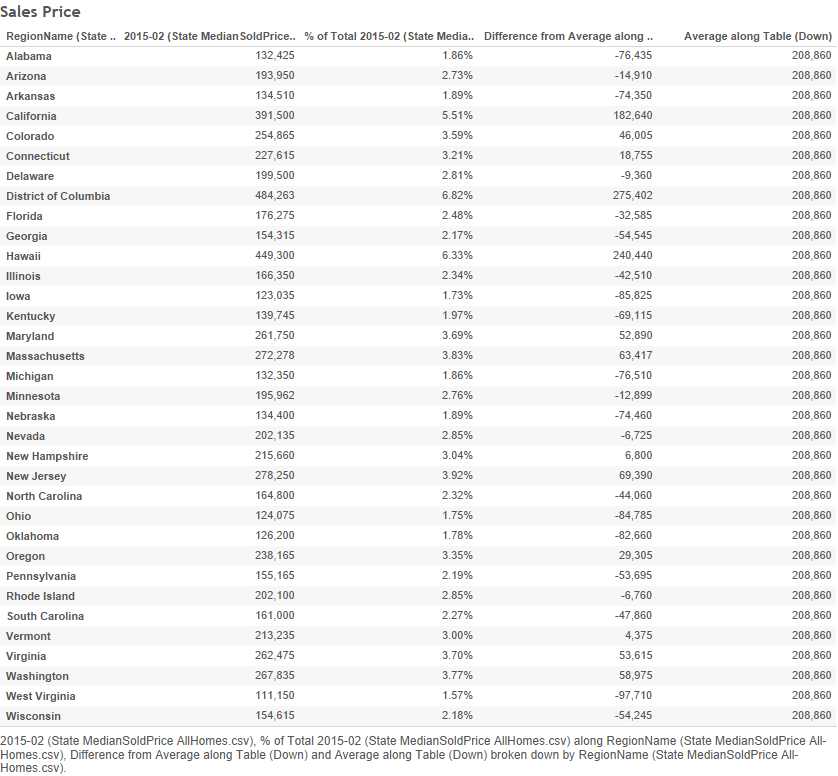 Sales Price
RegionName (State .. 2015-02 (State MedianSoldPrice.. % of Total 2015-02 (State Media.. Difference from Average along .. Average along Table (Down)
Alabama 132,425 1.86% -76,435 208,860
Arizona 193,950 2.73% -14,910 208,860
Arkansas 134,510 1.89% -74,350 208,860
California 391,500 5.51% 182,640 208,860
Colorado 254,865 3.59% 46,005 208,860
Connecticut 227,615 3.21% 18,755 208,860
Delaware 199,500 2.81% -9,360 208,860
District of Columbia 484,263 6.82% 275,402 208,860
Florida 176,275 2.48% -32,585 208,860
Georgia 154,315 2.17% -54,545 208,860
Hawaii 449,300 6.33% 240,440 208,860
Illinois 166,350 2.34% -42,510 208,860
Iowa 123,035 1.73% -85,825 208,860
Kentucky 139,745 1.97% -69,115 208,860
Maryland 261,750 3.69% 52,890 208,860
Massachusetts 272,278 3.83% 63,417 208,860
Michigan 132,350 1.86% -76,510 208,860
Minnesota 195,962 2.76% -12,899 208,860
Nebraska 134,400 1.89% -74,460 208,860
Nevada 202,135 2.85% -6,725 208,860
New Hampshire 215,660 3.04% 6,800 208,860
New Jersey 278,250 3.92% 69,390 208,860
North Carolina 164,800 2.32% -44,060 208,860
Ohio 124,075 1.75% -84,785 208,860
Oklahoma 126,200 1.78% -82,660 208,860
Oregon 238,165 3.35% 29,305 208,860
Pennsylvania 155,165 2.19% -53,695 208,860
Rhode Island 202,100 2.85% -6,760 208,860
South Carolina 161,000 2.27% -47,860 208,860
Vermont 213,235 3.00% 4,375 208,860
Virginia 262,475 3.70% 53,615 208,860
Washington 267,835 3.77% 58,975 208,860
West Virginia 111,150 1.57% -97,710 208,860
Wisconsin 154,615 2.18% -54,245 208,860
2015-02 (State MedianSoldPrice AllHomes.csv), % of Total 2015-02 (State MedianSoldPrice AllHomes.csv) along RegionName (State MedianSoldPrice All-
Homes.csv), Difference from Average along Table (Down) and Average along Table (Down) broken down by RegionName (State MedianSoldPrice All-
Homes.csv).